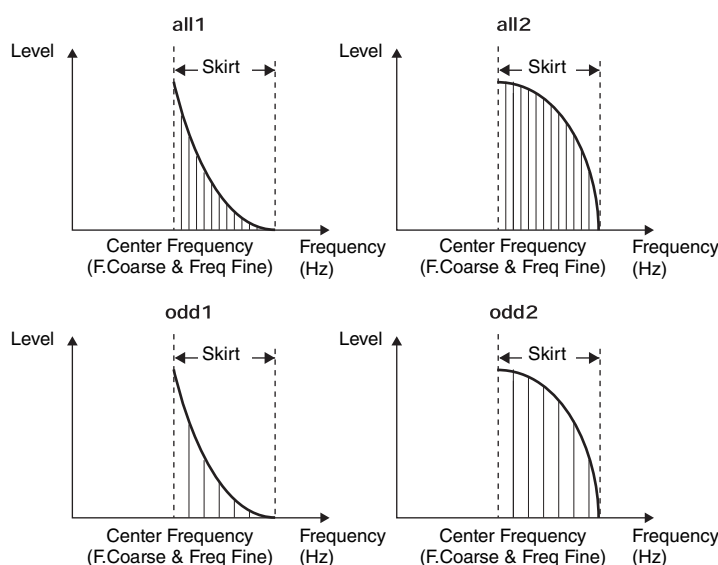 all1
Level
Skirt
Center Frequency
(F.Coarse & Freq Fine)
Frequency
(Hz)
all2
Level
Skirt
Center Frequency
(F.Coarse & Freq Fine)
Frequency
(Hz)
odd1
Level
Skirt
Center Frequency
(F.Coarse & Freq Fine)
Frequency
(Hz)
odd2
Level
Skirt
Center Frequency
(F.Coarse & Freq Fine)
Frequency
(Hz)